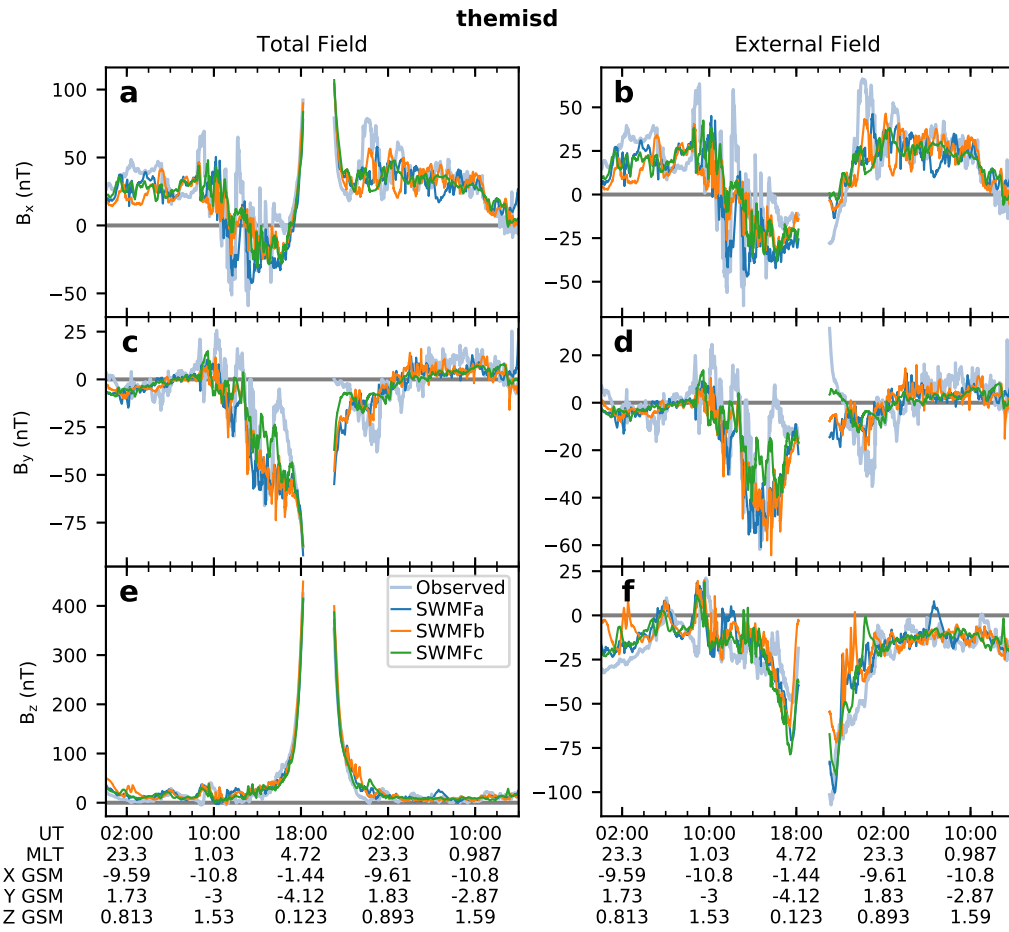 themisd
Total Field
External Field
a
100
50
0
−50
B_x (nT)
b
50
25
0
−25
−50
c
25
0
−25
−50
−75
B_y (nT)
d
20
0
−20
−40
−60
e
400
300
200
100
0
B_z (nT)
Observed
SWMFa
SWMFb
SWMFc
f
25
0
−25
−50
−75
−100
UT 02:00 10:00 18:00 02:00 10:00 02:00 10:00 18:00 02:00 10:00
MLT 23.3 1.03 4.72 23.3 0.987 23.3 1.03 4.72 23.3 0.987
X GSM -9.59 -10.8 -1.44 -9.61 -10.8 -9.59 -10.8 -1.44 -9.61 -10.8
Y GSM 1.73 -3 -4.12 1.83 -2.87 1.73 -3 -4.12 1.83 -2.87
Z GSM 0.813 1.53 0.123 0.893 1.59 0.813 1.53 0.123 0.893 1.59